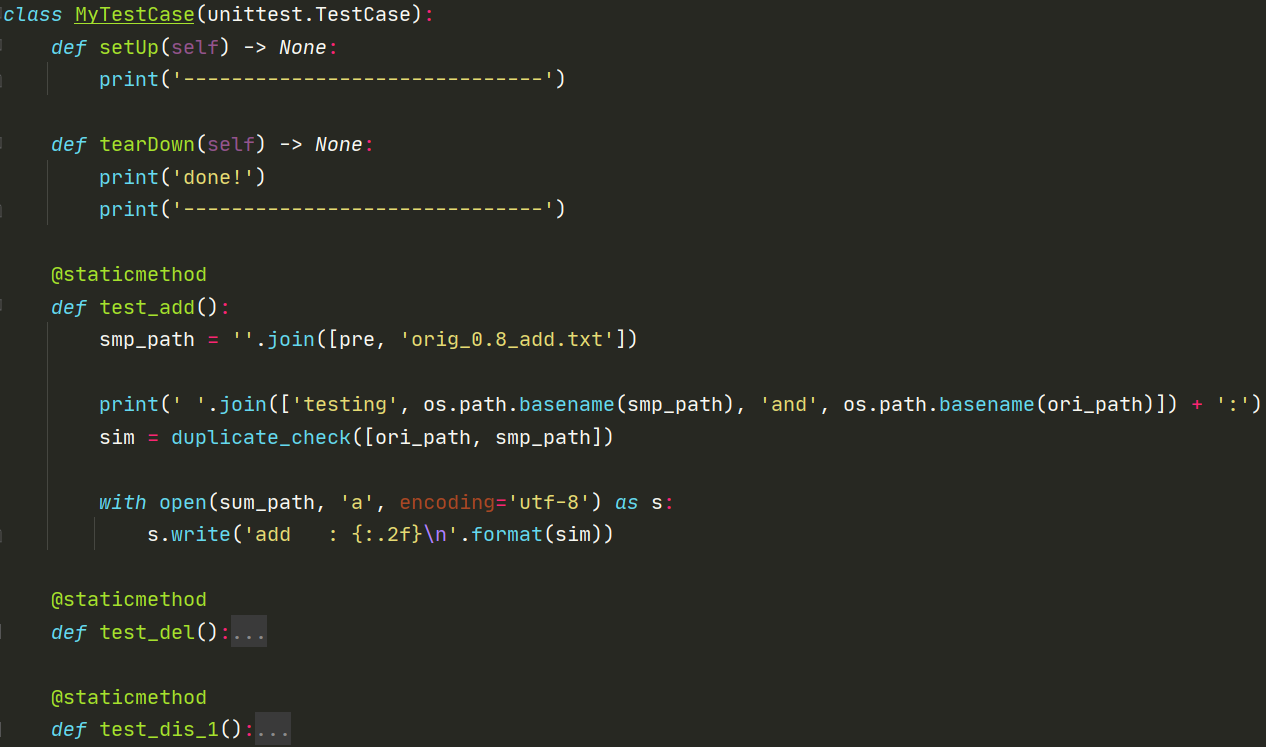 class MyTestCase(unittest.TestCase):
    def setUp(self) -> None:
        print('------------------------------')

    def tearDown(self) -> None:
        print('done!')
        print('------------------------------')

    @staticmethod
    def test_add():
        smp_path = ''.join([pre, 'orig_0.8_add.txt'])

        print(' '.join(['testing', os.path.basename(smp_path), 'and', os.path.basename(ori_path)]) + ':')
        sim = duplicate_check([ori_path, smp_path])

        with open(sum_path, 'a', encoding='utf-8') as s:
            s.write('add   : {:.2f}\n'.format(sim))

    @staticmethod
    def test_del():...

    @staticmethod
    def test_dis_1():...